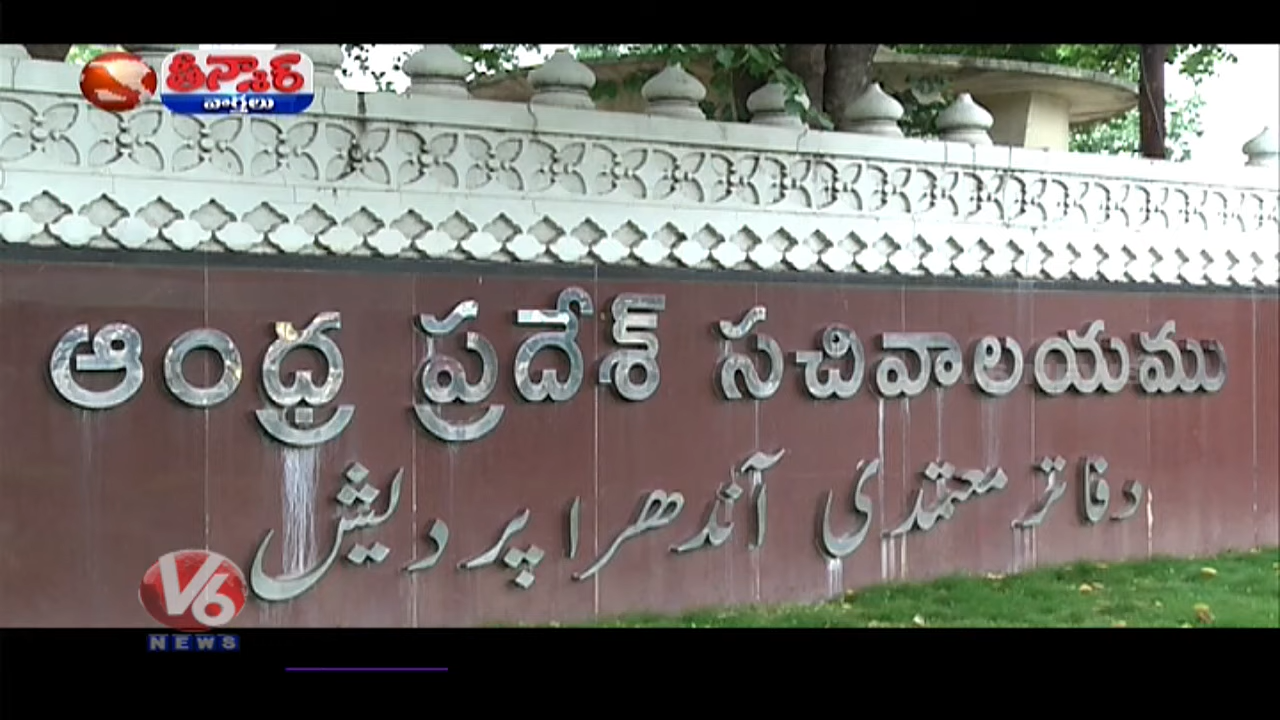 తీన్మార్
వార్తలు
ఆంధ్ర ప్రదేశ్ సచివాలయము
دفاتر معتمدی آندھرا پردیش
V6
NEWS